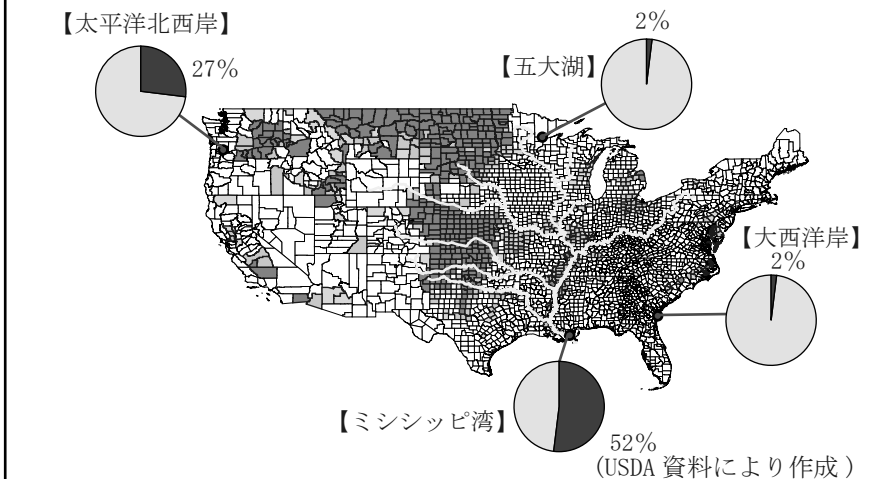 【太平洋北西岸】
27%
2%
【五大湖】
【大西洋岸】
2%
【ミシシッピ湾】
52%
(USDA 資料により作成)